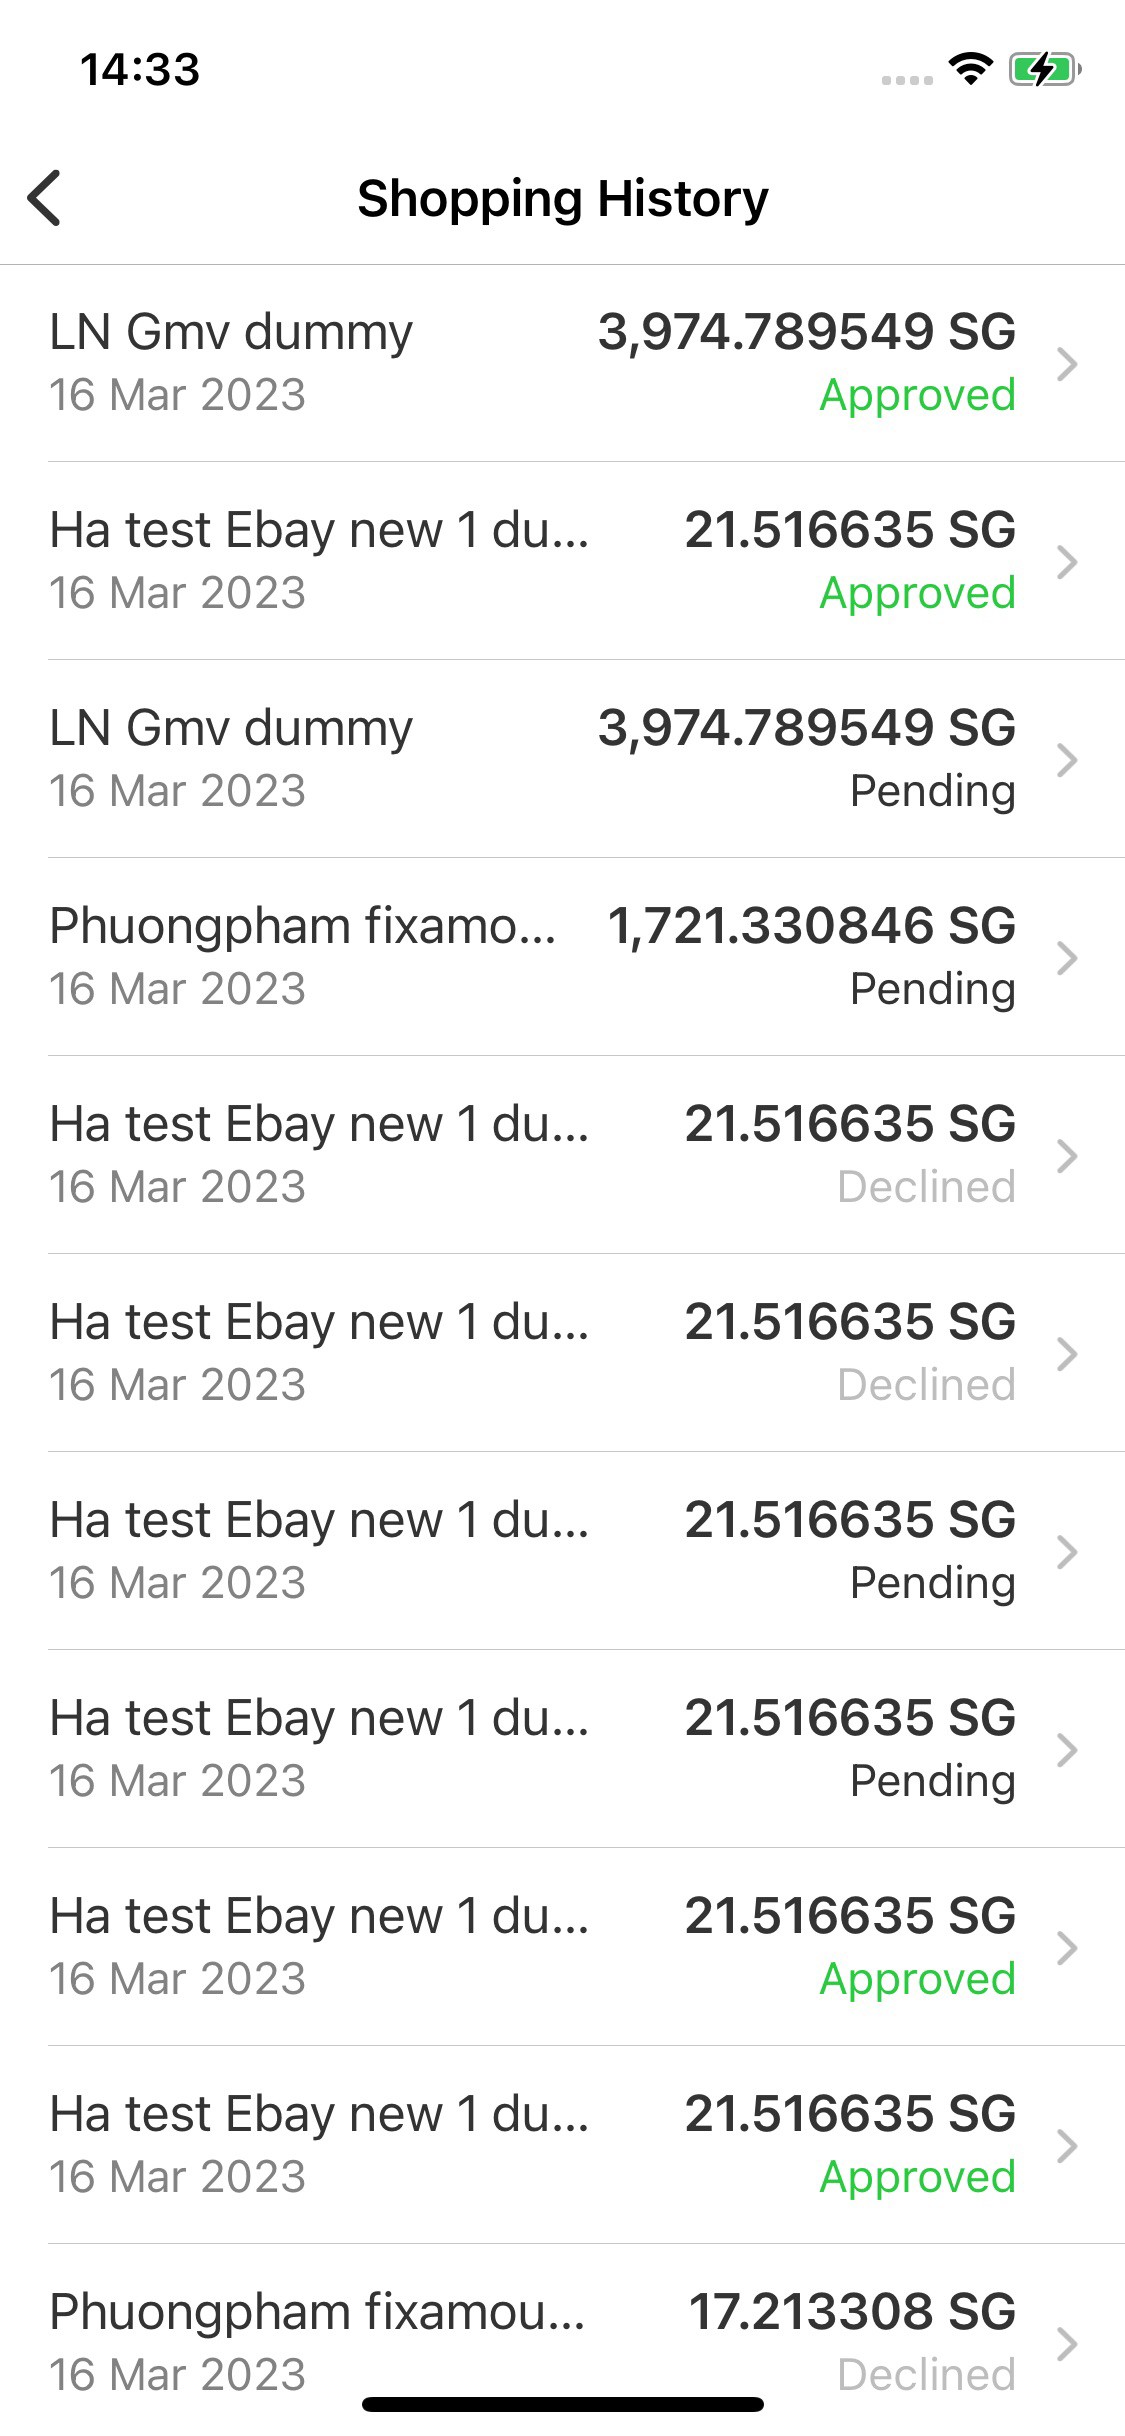 14:33
Shopping History
LN Gmv dummy 3,974.789549 SG
16 Mar 2023 Approved
Ha test Ebay new 1 du... 21.516635 SG
16 Mar 2023 Approved
LN Gmv dummy 3,974.789549 SG
16 Mar 2023 Pending
Phuongpham fixamo... 1,721.330846 SG
16 Mar 2023 Pending
Ha test Ebay new 1 du... 21.516635 SG
16 Mar 2023 Declined
Ha test Ebay new 1 du... 21.516635 SG
16 Mar 2023 Declined
Ha test Ebay new 1 du... 21.516635 SG
16 Mar 2023 Pending
Ha test Ebay new 1 du... 21.516635 SG
16 Mar 2023 Pending
Ha test Ebay new 1 du... 21.516635 SG
16 Mar 2023 Approved
Ha test Ebay new 1 du... 21.516635 SG
16 Mar 2023 Approved
Phuongpham fixamou... 17.213308 SG
16 Mar 2023 Declined